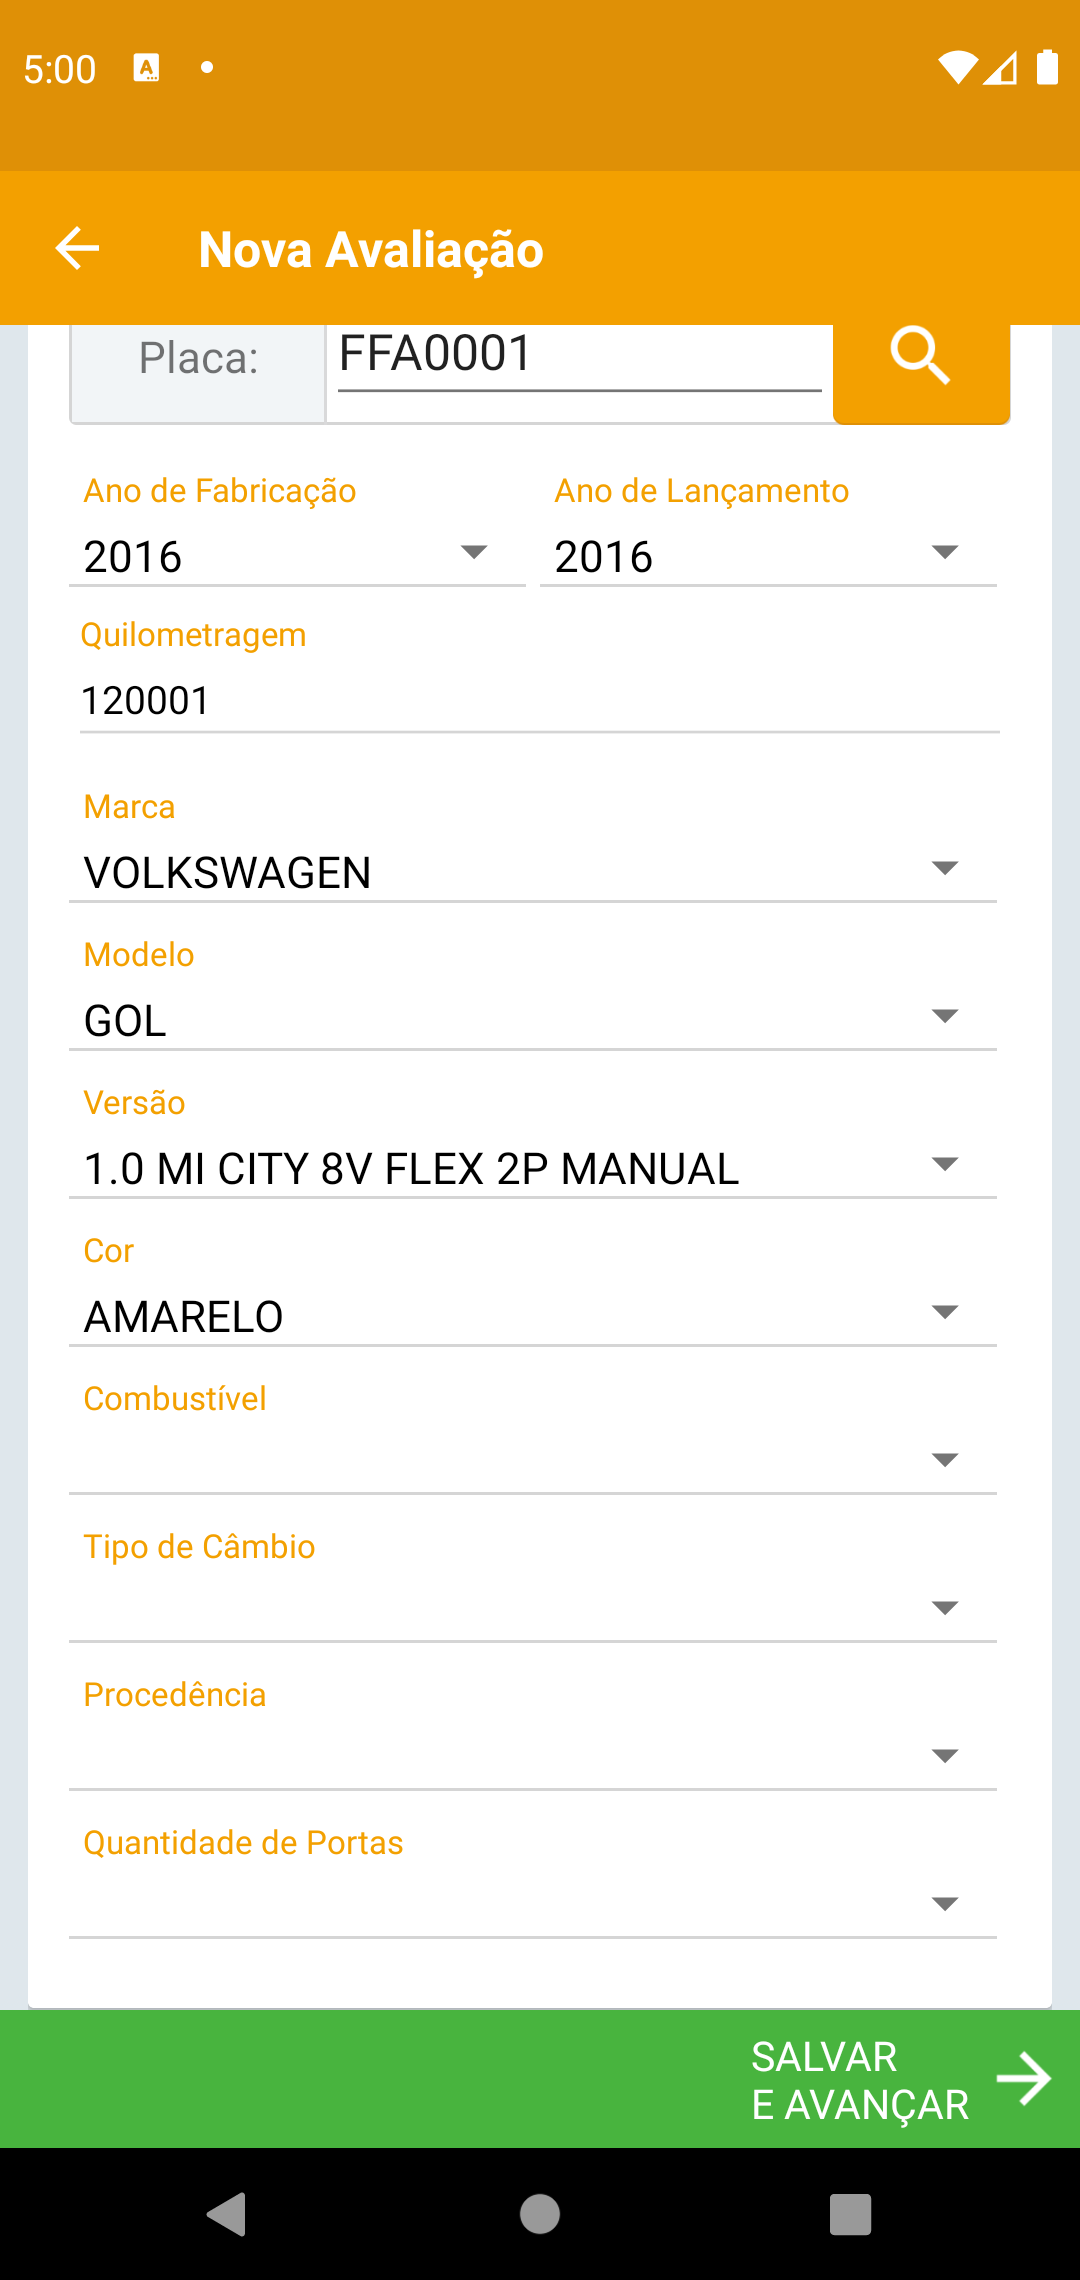 5:00
Nova Avaliação
Placa:
FFA0001
Ano de Fabricação
Ano de Lançamento
2016
2016
Quilometragem
120001
Marca
VOLKSWAGEN
Modelo
GOL
Versão
1.0 MI CITY 8V FLEX 2P MANUAL
Cor
AMARELO
Combustível
Tipo de Câmbio
Procedência
Quantidade de Portas
SALVAR
E AVANÇAR